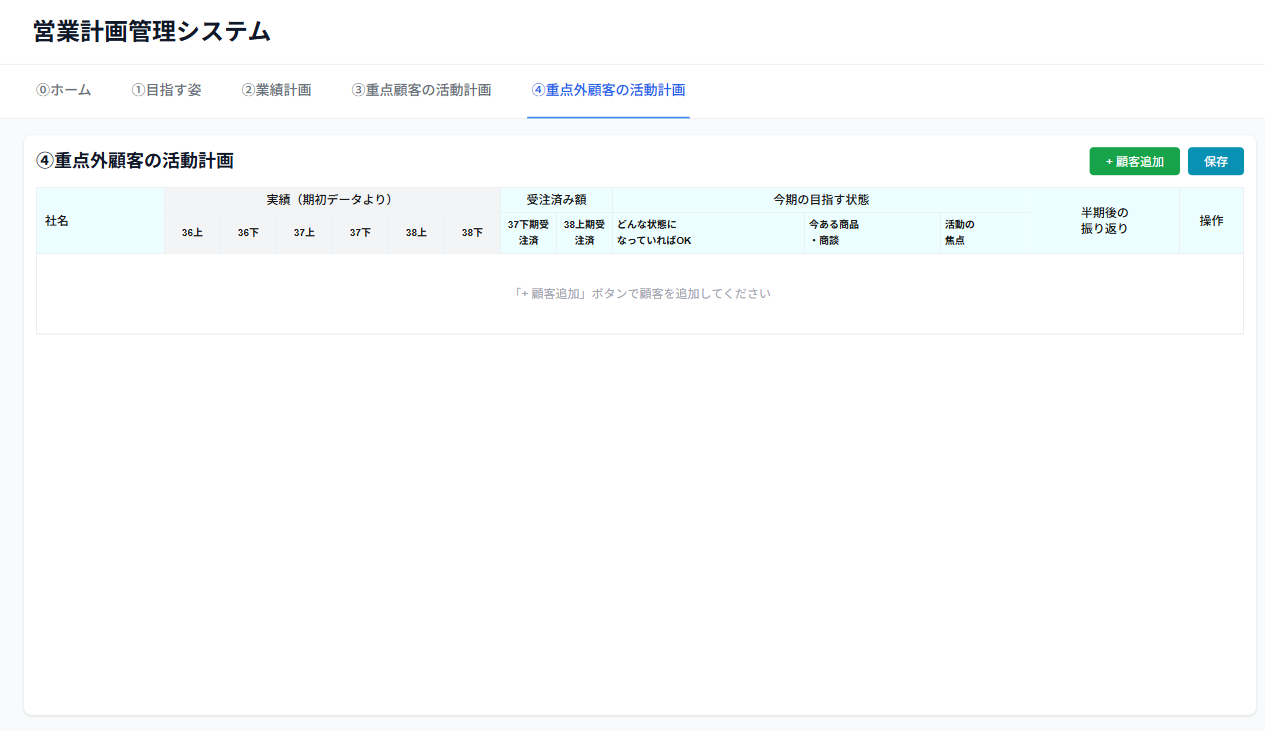 営業計画管理システム
⓪ホーム ①目指す姿 ②業績計画 ③重点顧客の活動計画 ④重点外顧客の活動計画
④重点外顧客の活動計画 + 顧客追加 保存
社名 実績（期初データより） 受注済み額 今期の目指す状態 半期後の
振り返り 操作
36上 36下 37上 37下 38上 38下 37下期受
注済 38上期受
注済 どんな状態に
なっていればOK 今ある商品
・商談 活動の
焦点
「+ 顧客追加」ボタンで顧客を追加してください